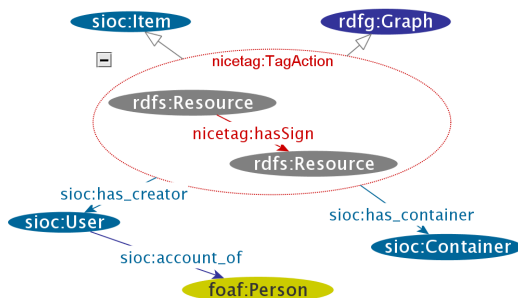 sioc:Item
rdfg:Graph
nicetag:TagAction
rdfs:Resource
nicetag:hasSign
rdfs:Resource
sioc:has_creator
sioc:has_container
sioc:User
sioc:Container
sioc:account_of
foaf:Person